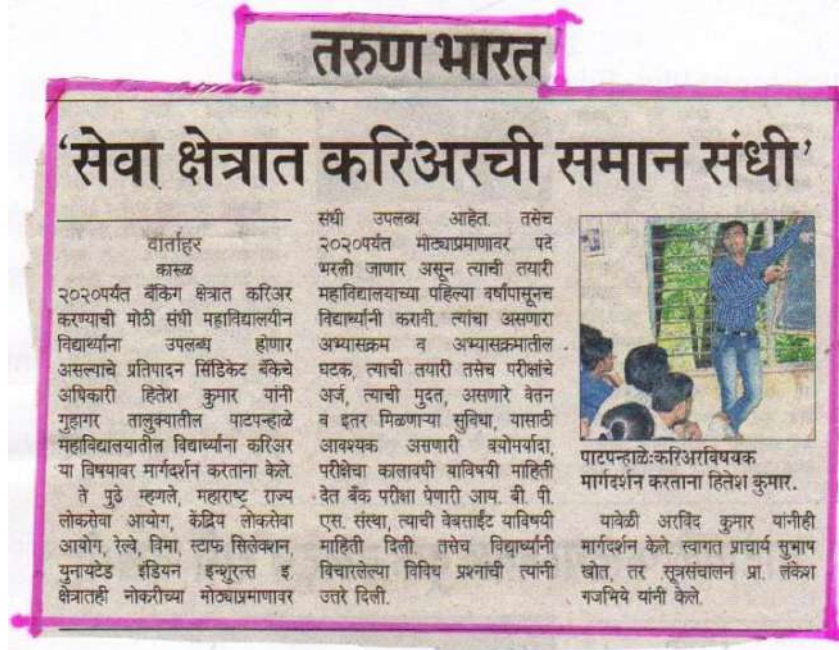 तरुण भारत
‘सेवा क्षेत्रात करिअरची समान संधी’
वार्ताहर
कारुळ
२०२०पर्यंत बँकिंग क्षेत्रात करिअर
करण्याची मोठी संधी महाविद्यालयीन
विद्यार्थ्यांना उपलब्ध होणार
असल्याचे प्रतिपादन सिंडिकेट बँकेचे
अधिकारी हितेश कुमार यांनी
गुहागर तालुक्यातील पाटपन्हाळे
महाविद्यालयातील विद्यार्थ्यांना करिअर
या विषयावर मार्गदर्शन करताना केले.
ते पुढे म्हणले, महाराष्ट्र राज्य
लोकसेवा आयोग, केंद्रिय लोकसेवा
आयोग, रेल्वे, विमा, स्टाफ सिलेक्शन,
युनायटेड इंडियन इन्शुरन्स इ.
क्षेत्रातही नोकरीच्या मोठ्याप्रमाणावर
संधी उपलब्ध आहेत. तसेच
२०२०पर्यंत मोठ्याप्रमाणावर पदे
भरली जाणार असून त्याची तयारी
महाविद्यालयाच्या पहिल्या वर्षापासूनच
विद्यार्थ्यांनी करावी. त्यांचा असणारा
अभ्यासक्रम व अभ्यासक्रमातील
घटक, त्याची तयारी तसेच परीक्षांचे
अर्ज, त्याची मुदत, असणारे वेतन
व इतर मिळणाऱ्या सुविधा, यासाठी
आवश्यक असणारी वयोमर्यादा,
परीक्षेचा कालावधी याविषयी माहिती
देत बँक परीक्षा घेणारी आय. बी. पी.
एस. संस्था, त्याची वेबसाईट याविषयी
माहिती दिली. तसेच विद्यार्थ्यांनी
विचारलेल्या विविध प्रश्नांची त्यांनी
उत्तरे दिली.
पाटपन्हाळे:करिअरविषयक
मार्गदर्शन करताना हितेश कुमार.
यावेळी अरविंद कुमार यांनीही
मार्गदर्शन केले. स्वागत प्राचार्य सुभाष
खोत, तर सूत्रसंचालन प्रा. लंकेश
गजभिये यांनी केले.